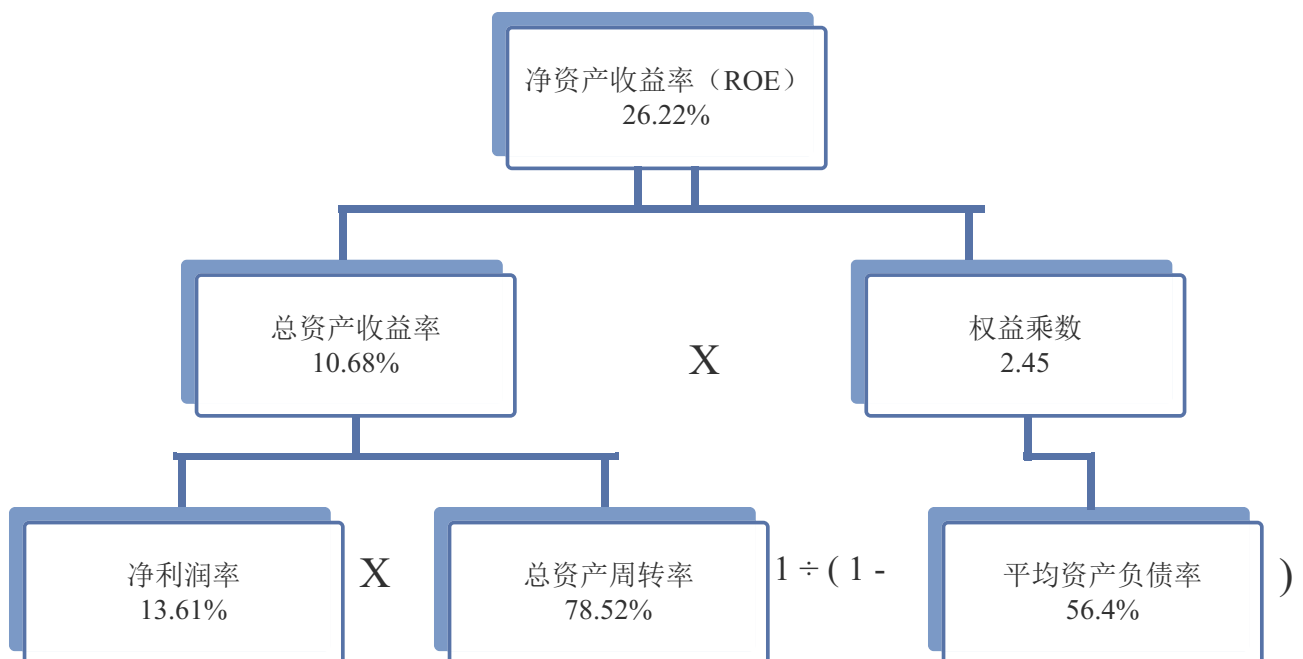 净资产收益率（ROE）
26.22%
总资产收益率
10.68%
X
权益乘数
2.45
净利润率
13.61%
X
总资产周转率
78.52%
1 ÷ ( 1 -
平均资产负债率
56.4%
)